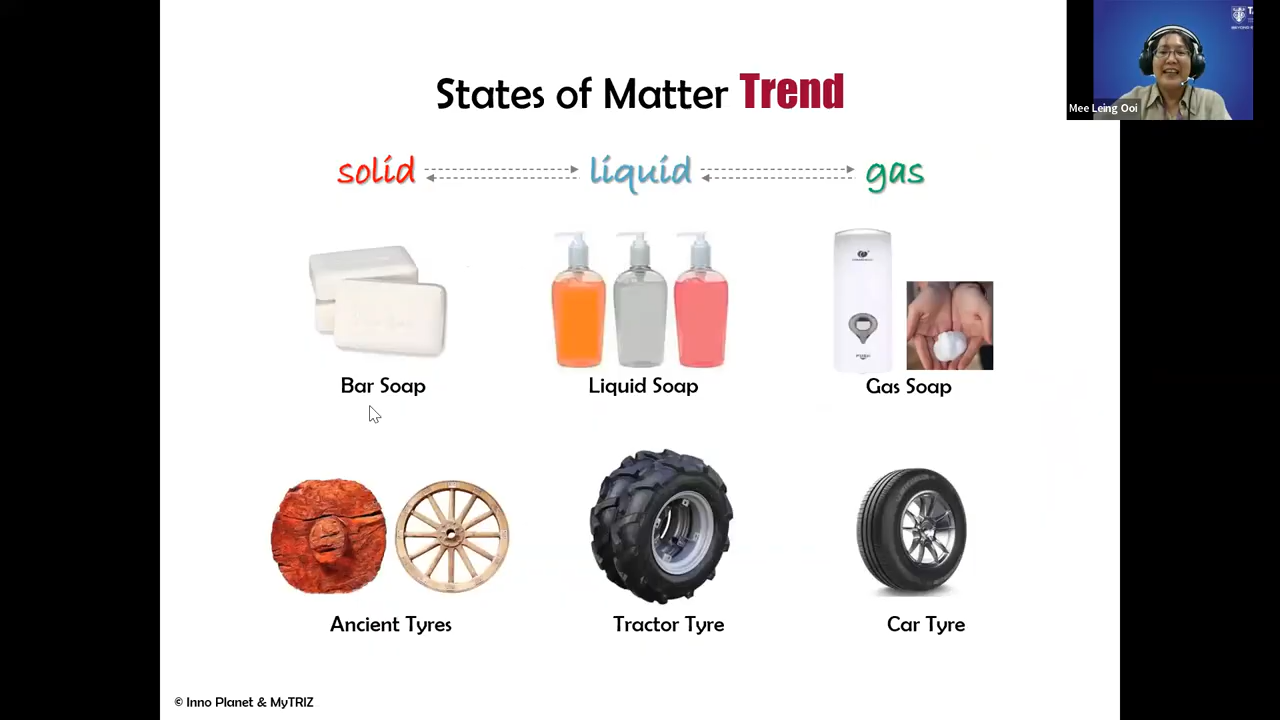 States of Matter Trend
Mee Leing Ooi
solid
liquid
gas
Bar Soap
Liquid Soap
Gas Soap
Ancient Tyres
Tractor Tyre
Car Tyre
© Inno Planet & MyTRIZ